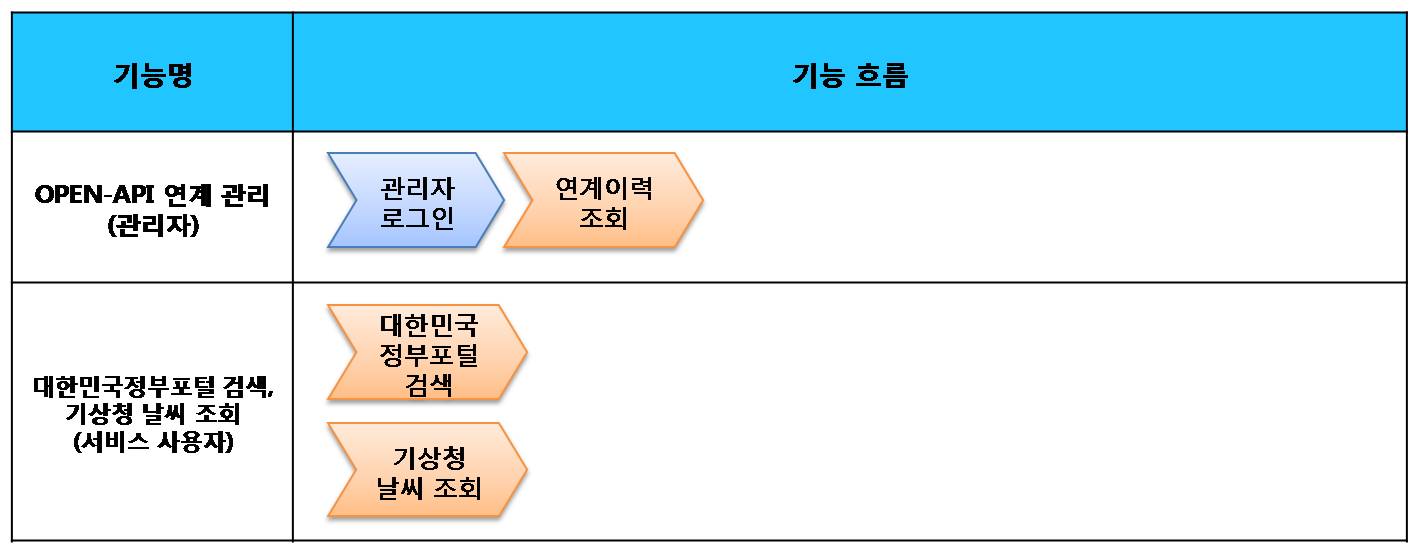 기능명
기능 흐름
OPEN-API 연계 관리
(관리자)
관리자
로그인
연계이력
조회
대한민국정부포털 검색,
기상청 날씨 조회
(서비스 사용자)
대한민국
정부포털
검색
기상청
날씨 조회